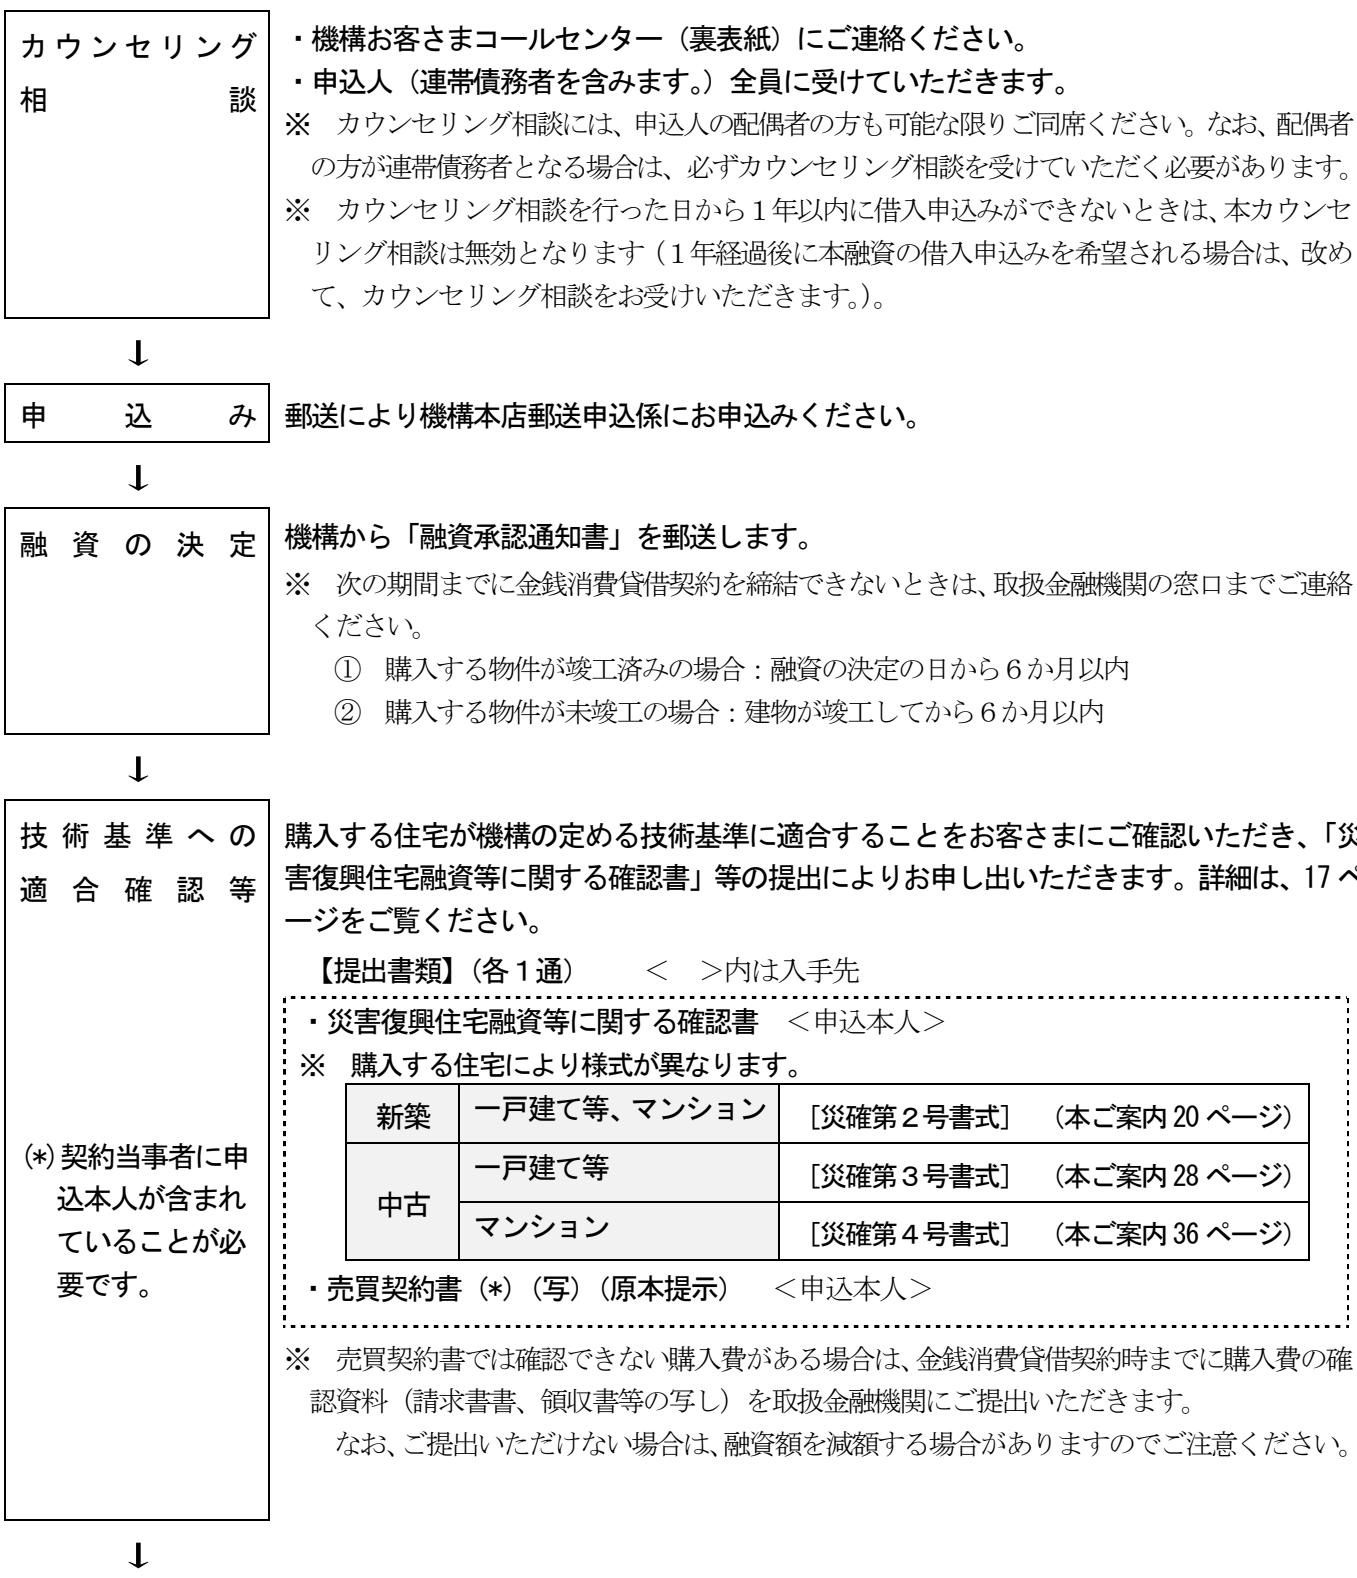 カウンセリング
相談
・機構お客さまコールセンター（裏表紙）にご連絡ください。
・申込人（連帯債務者を含みます。）全員に受けていただきます。
※　カウンセリング相談には、申込人の配偶者の方も可能な限りご同席ください。なお、配偶者
の方が連帯債務者となる場合は、必ずカウンセリング相談を受けていただく必要があります。
※　カウンセリング相談を行った日から１年以内に借入申込みができないときは、本カウンセ
リング相談は無効となります（１年経過後に本融資の借入申込みを希望される場合は、改め
て、カウンセリング相談をお受けいただきます。）。
↓
申込み
郵送により機構本店郵送申込係にお申込みください。
↓
融資の決定
機構から「融資承認通知書」を郵送します。
※　次の期間までに金銭消費貸借契約を締結できないときは、取扱金融機関の窓口までご連絡
ください。
①　購入する物件が竣工済みの場合：融資の決定の日から６か月以内
②　購入する物件が未竣工の場合：建物が竣工してから６か月以内
↓
技術基準への
適合確認等
購入する住宅が機構の定める技術基準に適合することをお客さまにご確認いただき、「災
害復興住宅融資等に関する確認書」等の提出によりお申し出いただきます。詳細は、17 ペ
ージをご覧ください。
【提出書類】（各１通）　＜　＞内は入手先
・災害復興住宅融資等に関する確認書　＜申込本人＞
※　購入する住宅により様式が異なります。
新築　一戸建て等、マンション　［災確第２号書式］　（本ご案内 20 ページ）
中古　一戸建て等　［災確第３号書式］　（本ご案内 28 ページ）
マンション　［災確第４号書式］　（本ご案内 36 ページ）
・売買契約書（*）（写）（原本提示）　＜申込本人＞
(*)契約当事者に申
込本人が含まれ
ていることが必
要です。
※　売買契約書では確認できない購入費がある場合は、金銭消費貸借契約時までに購入費の確
認資料（請求書書、領収書等の写し）を取扱金融機関にご提出いただきます。
なお、ご提出いただけない場合は、融資額を減額する場合がありますのでご注意ください。
↓